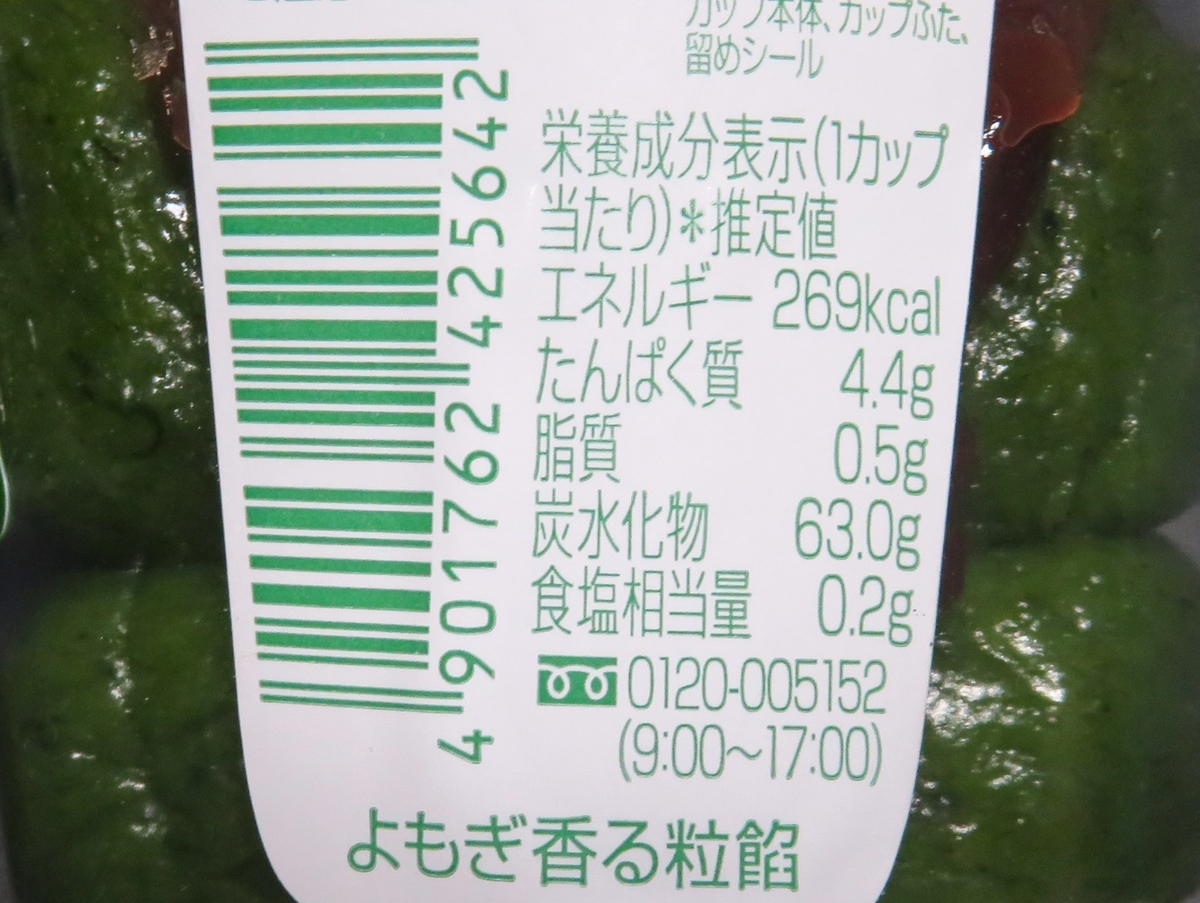 カップ本体、カップふた、
留めシール
栄養成分表示(1カップ
当たり)*推定値
エネルギー 269kcal
たんぱく質 4.4g
脂質 0.5g
炭水化物 63.0g
食塩相当量 0.2g
0120-005152
(9:00〜17:00)
4 901762 425642
よもぎ香る粒餡